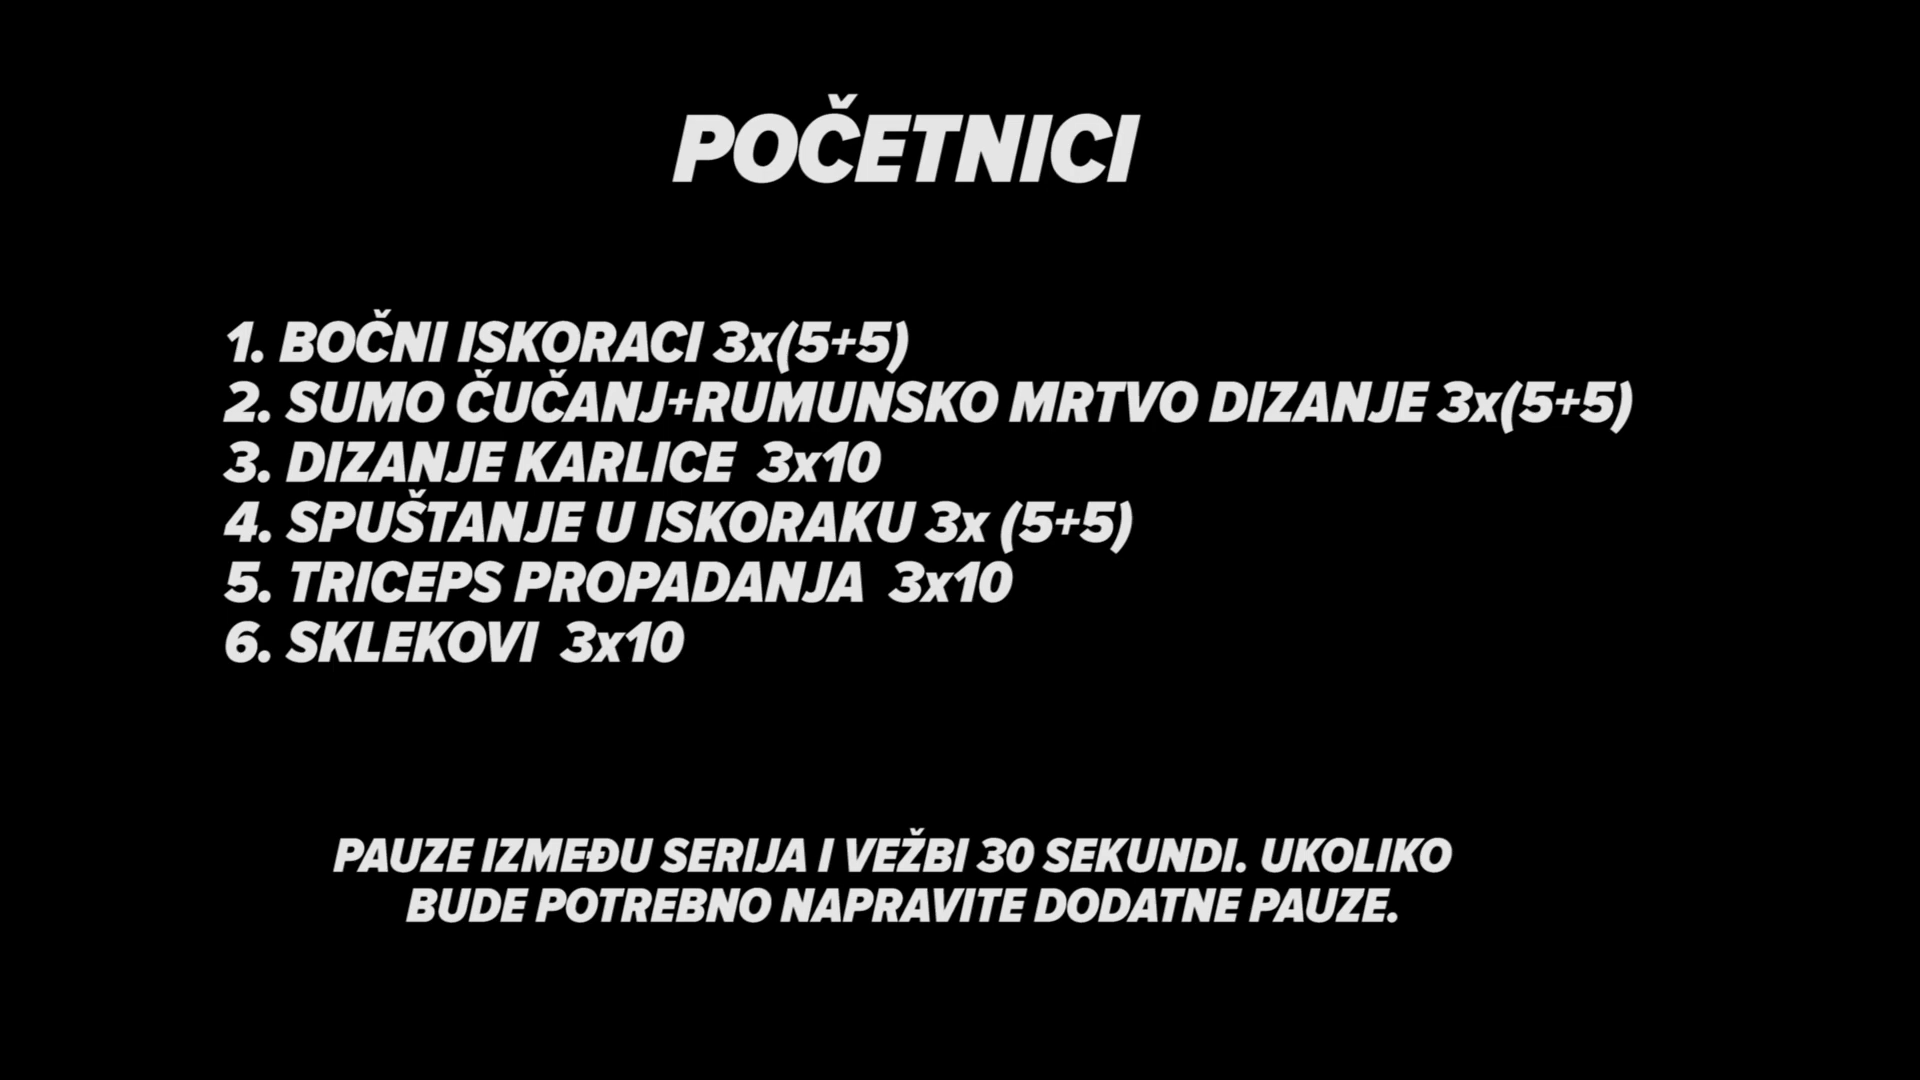 POČETNICI
1. BOČNI ISKORACI 3x(5+5)
2. SUMO ČUČANJ+RUMUNSKO MRTVO DIZANJE 3x(5+5)
3. DIZANJE KARLICE 3x10
4. SPUŠTANJE U ISKORAKU 3x (5+5)
5. TRICEPS PROPADANJA 3x10
6. SKLEKOVI 3x10
PAUZE IZMEĐU SERIJA I VEŽBI 30 SEKUNDI. UKOLIKO
BUDE POTREBNO NAPRAVITE DODATNE PAUZE.